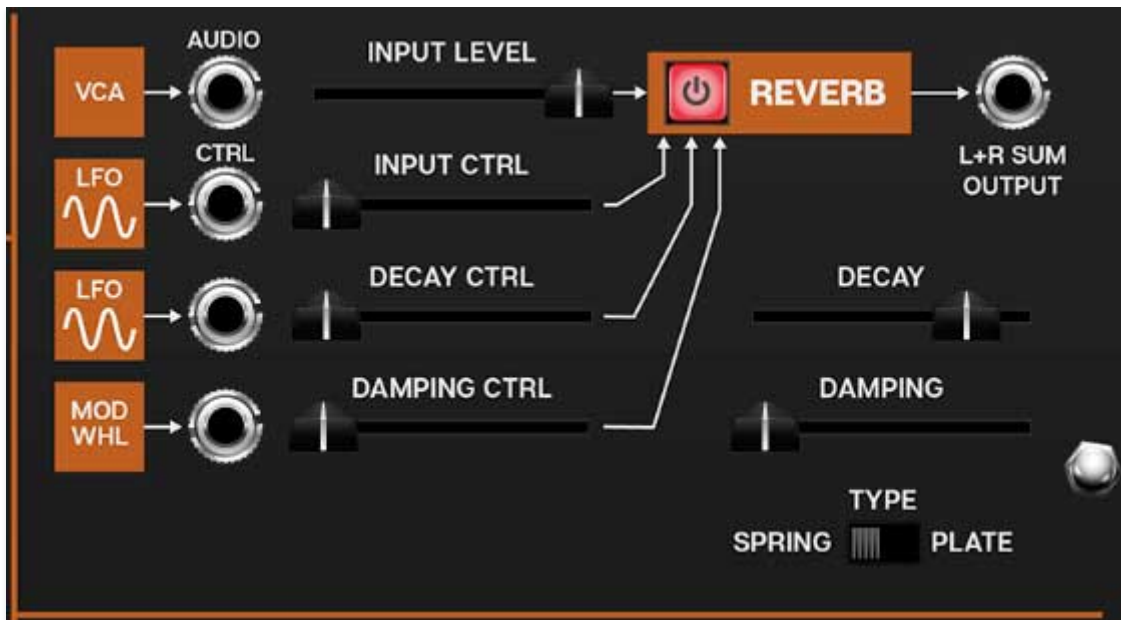 AUDIO
INPUT LEVEL
VCA
REVERB
CTRL
INPUT CTRL
L+R SUM
OUTPUT
LFO
DECAY CTRL
DECAY
LFO
DAMPING CTRL
DAMPING
MOD
WHL
TYPE
SPRING
PLATE